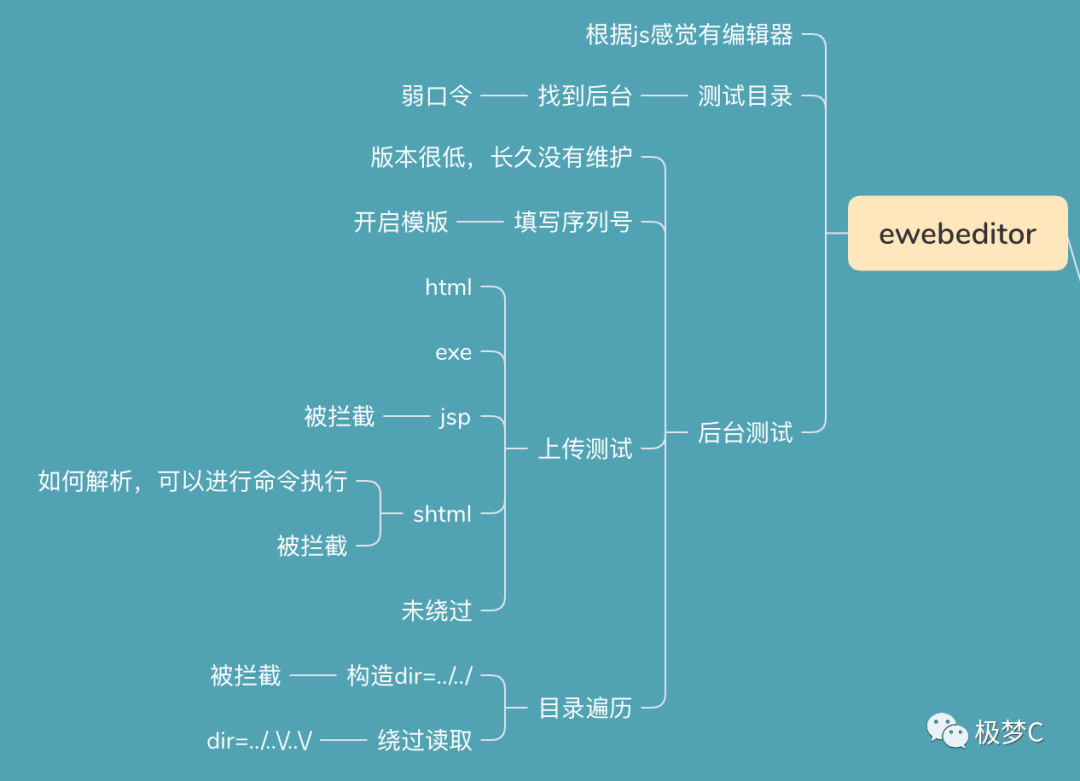 根据js感觉有编辑器
弱口令 找到后台 测试目录
版本很低，长久没有维护
开启模版 填写序列号
ewebeditor
html
exe
被拦截 jsp
上传测试 后台测试
如何解析，可以进行命令执行
shtml
被拦截
未绕过
被拦截 构造dir=../../
目录遍历
dir=../..\/..\/ 绕过读取
极梦C